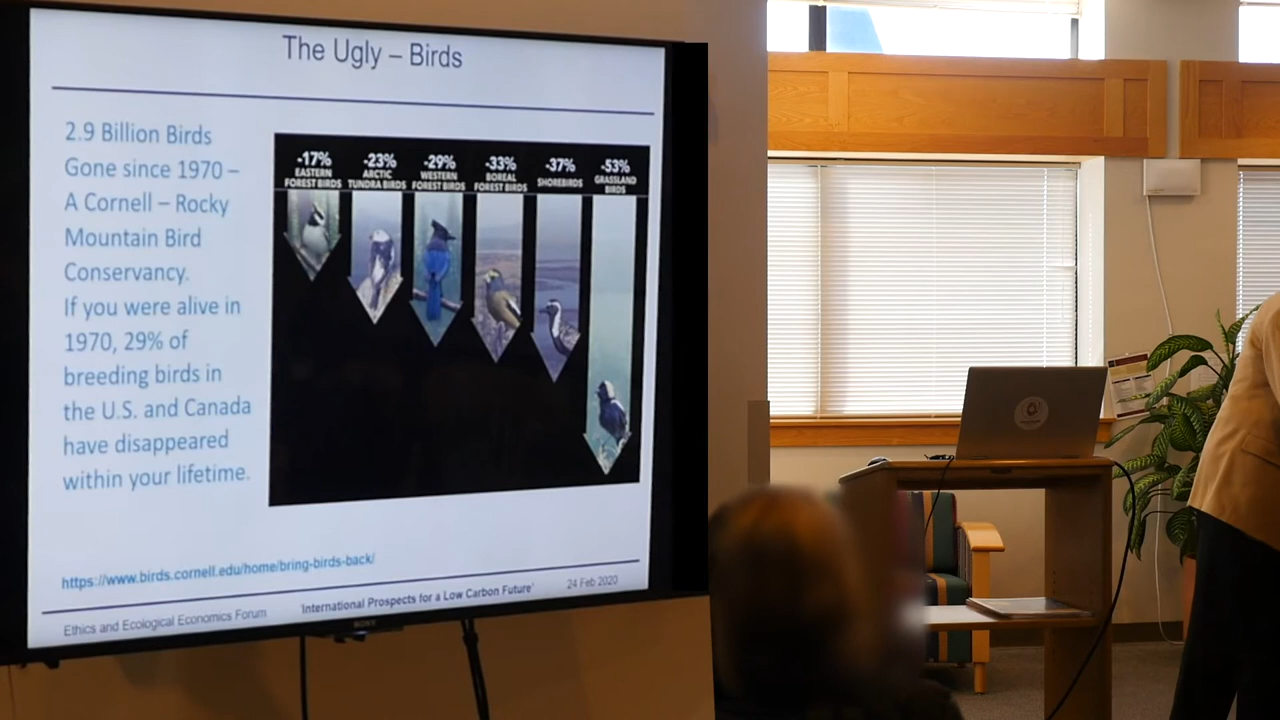 The Ugly – Birds
2.9 Billion Birds
Gone since 1970 –
A Cornell – Rocky
Mountain Bird
Conservancy.
If you were alive in
1970, 29% of
breeding birds in
the U.S. and Canada
have disappeared
within your lifetime.
-17%
EASTERN
FOREST BIRDS
-23%
ARCTIC
TUNDRA BIRDS
-29%
WESTERN
FOREST BIRDS
-33%
BOREAL
FOREST BIRDS
-37%
SHOREBIRDS
-53%
GRASSLAND
BIRDS
https://www.birds.cornell.edu/home/bring-birds-back/
Ethics and Ecological Economics Forum
'International Prospects for a Low Carbon Future'
24 Feb 2020
SONY